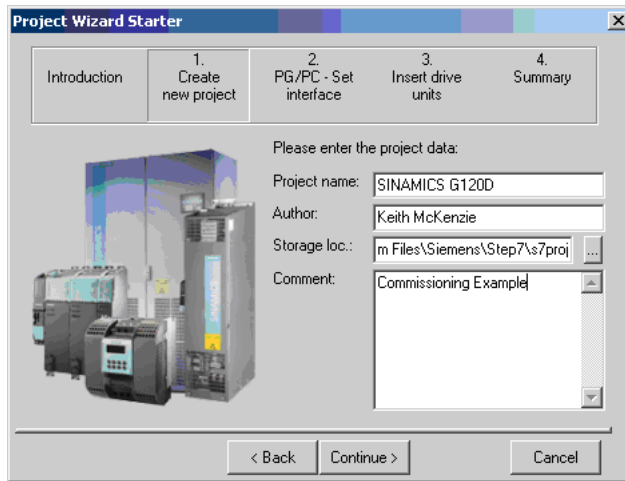 Project Wizard Starter
Introduction
1.
Create
new project
2.
PG/PC - Set
interface
3.
Insert drive
units
4.
Summary
Please enter the project data:
Project name: SINAMICS G120D
Author: Keith McKenzie
Storage loc.: m Files\Siemens\Step7\s7proj ...
Comment: Commissioning Example
SINAMICS
< Back Continue > Cancel